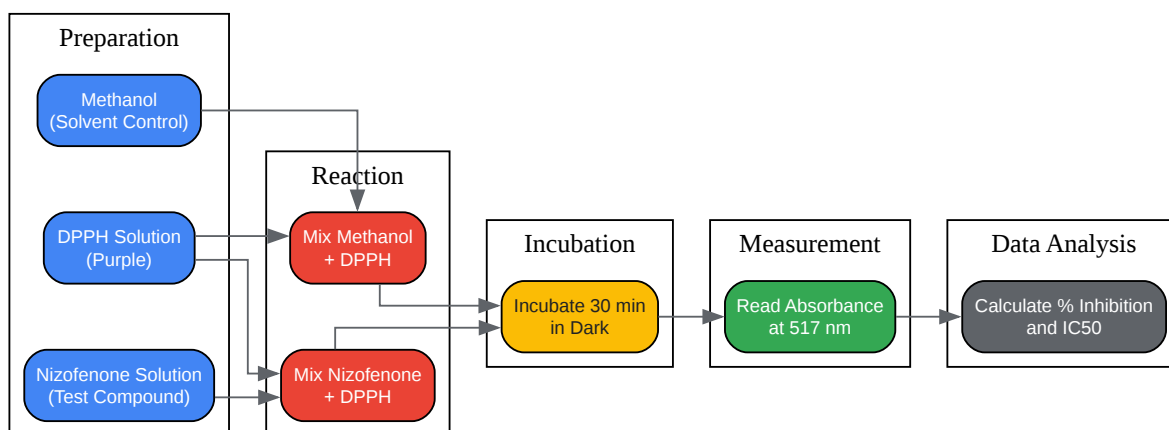 Preparation
Methanol
(Solvent Control)
DPPH Solution
(Purple)
Nizofenone Solution
(Test Compound)
Reaction
Mix Methanol
+ DPPH
Mix Nizofenone
+ DPPH
Incubation
Incubate 30 min
in Dark
Measurement
Read Absorbance
at 517 nm
Data Analysis
Calculate % Inhibition
and IC50